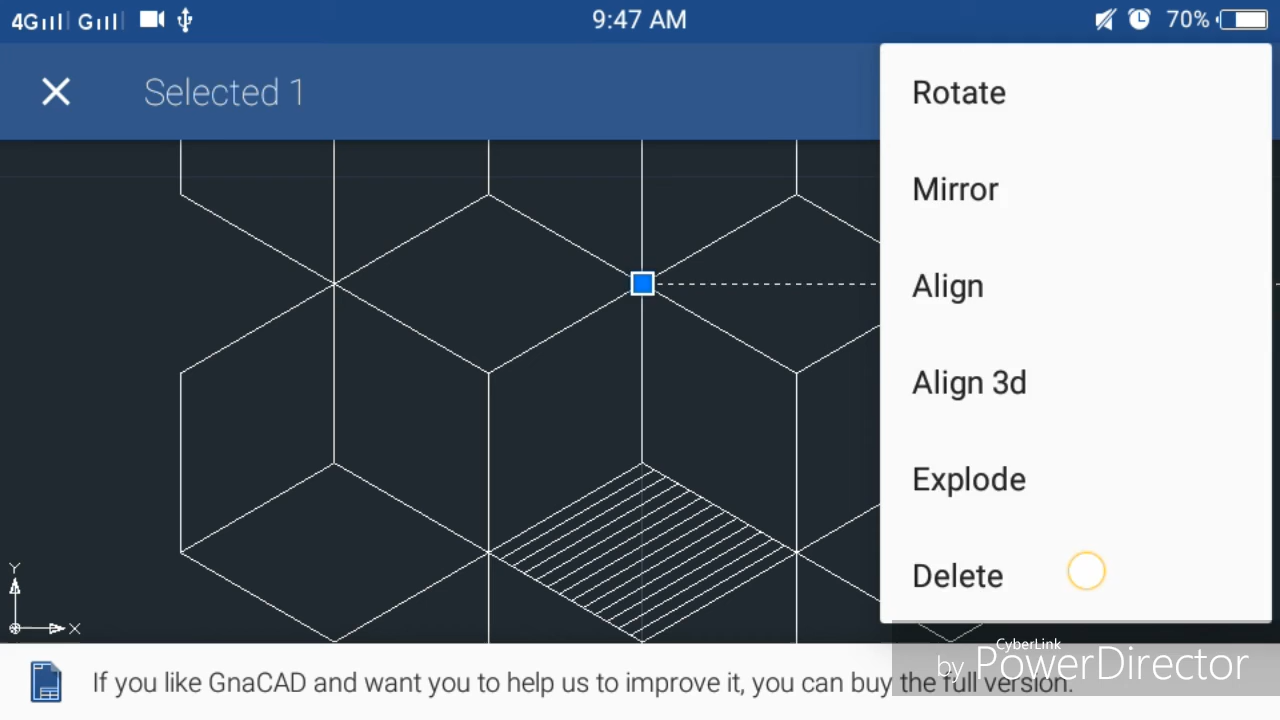 4G G 9:47 AM 70%
Selected 1
Rotate
Mirror
Align
Align 3d
Explode
Delete
Y
X
If you like GnaCAD and want you to help us to improve it, you can buy the full version.
CyberLink
by PowerDirector